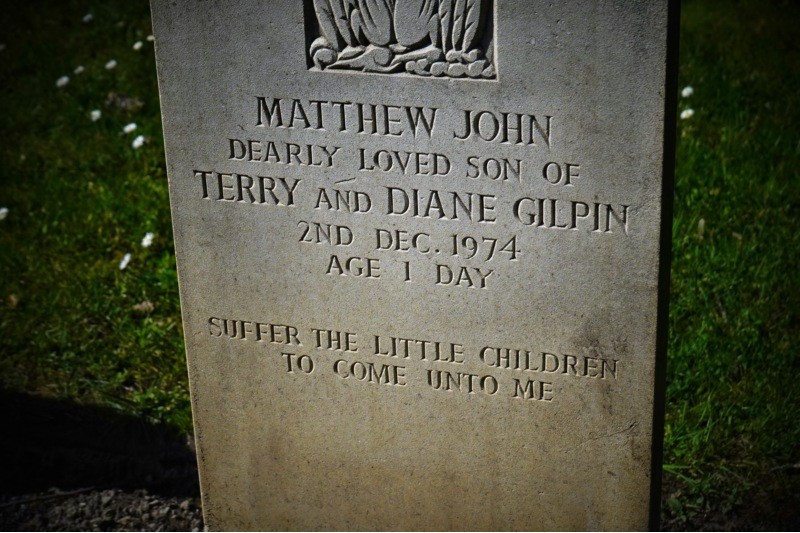 MATTHEW JOHN
DEARLY LOVED SON OF
TERRY AND DIANE GILPIN
2ND DEC. 1974
AGE 1 DAY
SUFFER THE LITTLE CHILDREN
TO COME UNTO ME